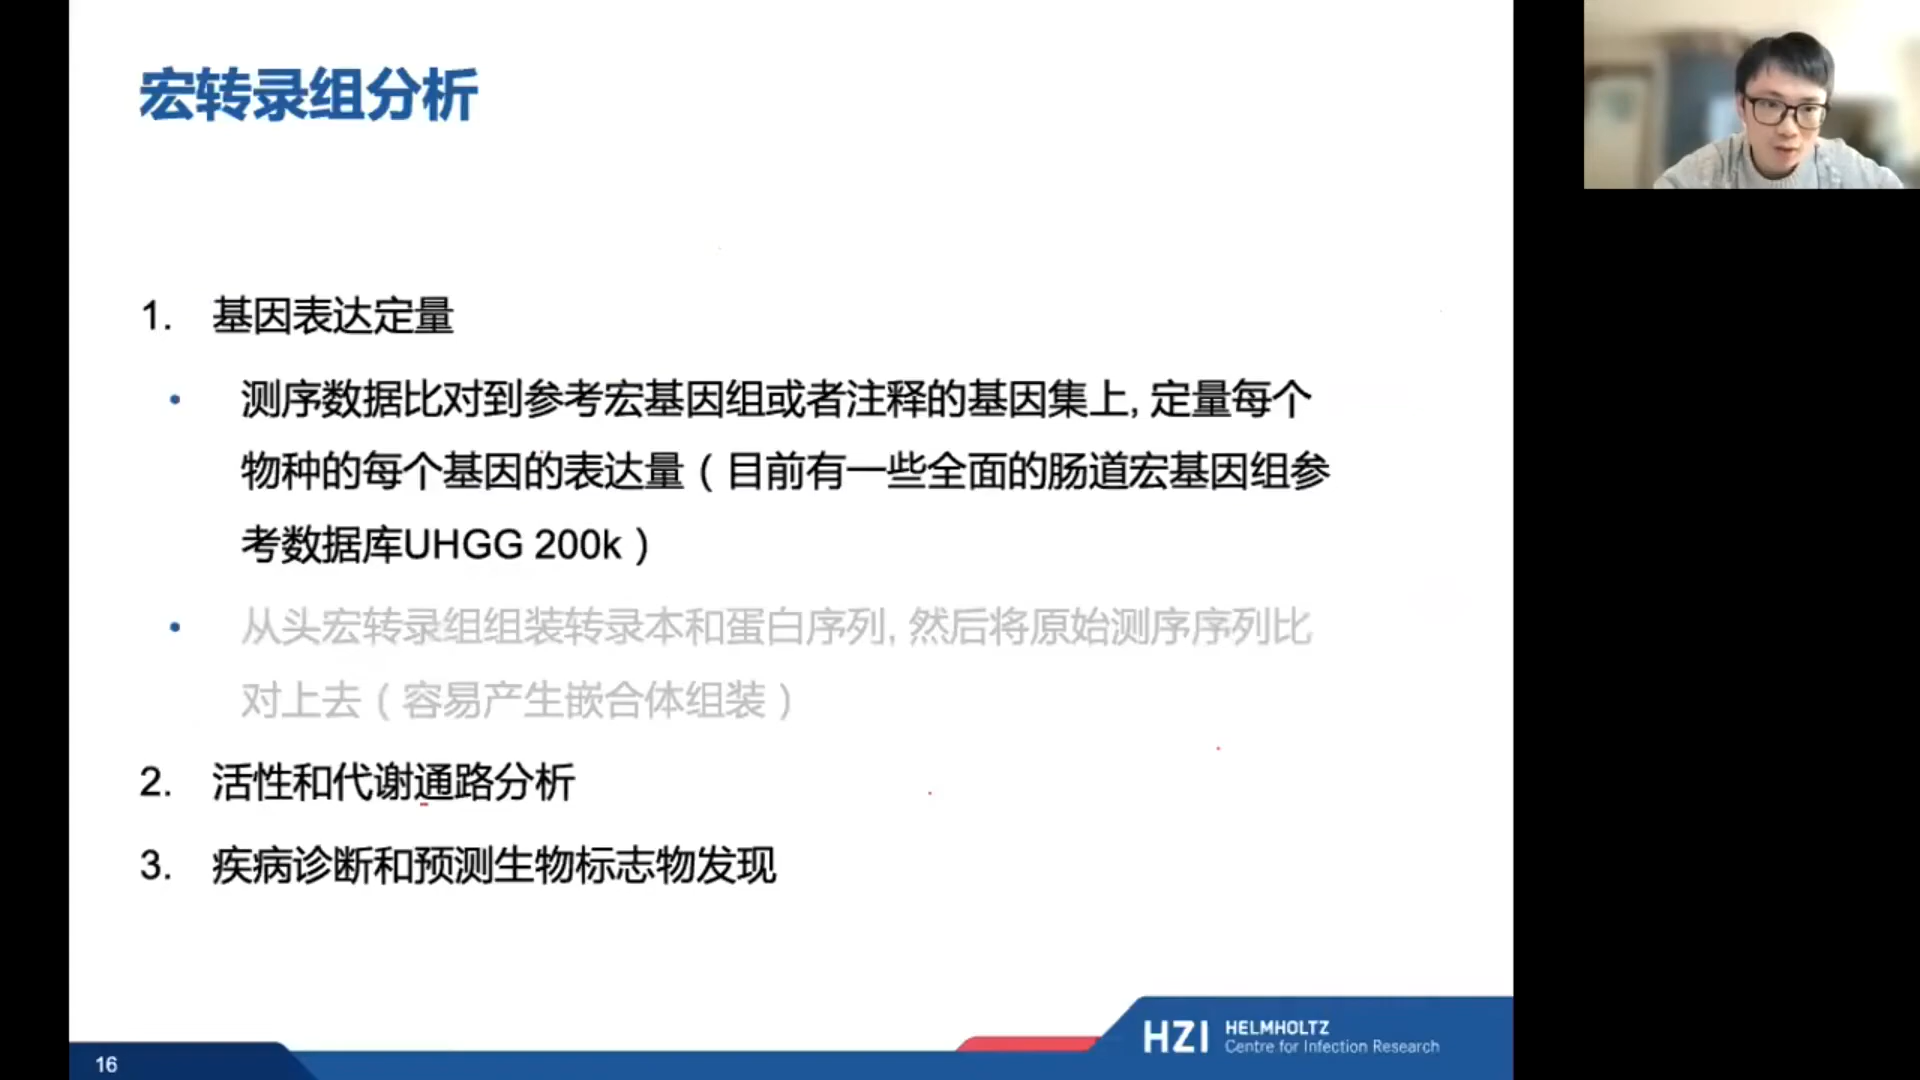 宏转录组分析
1. 基因表达定量
• 测序数据比对到参考宏基因组或者注释的基因集上, 定量每个
物种的每个基因的表达量（目前有一些全面的肠道宏基因组参
考数据库UHGG 200k）
• 从头宏转录组组装转录本和蛋白序列, 然后将原始测序序列比
对上去（容易产生嵌合体组装）
2. 活性和代谢通路分析
3. 疾病诊断和预测生物标志物发现
16
HZI
HELMHOLTZ
Centre for Infection Research